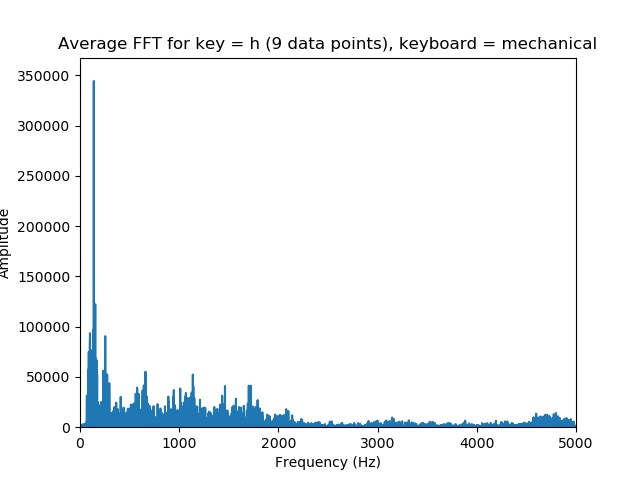 Average FFT for key = h (9 data points), keyboard = mechanical
350000
300000
250000
200000
150000
100000
50000
0
Amplitude
0 1000 2000 3000 4000 5000
Frequency (Hz)